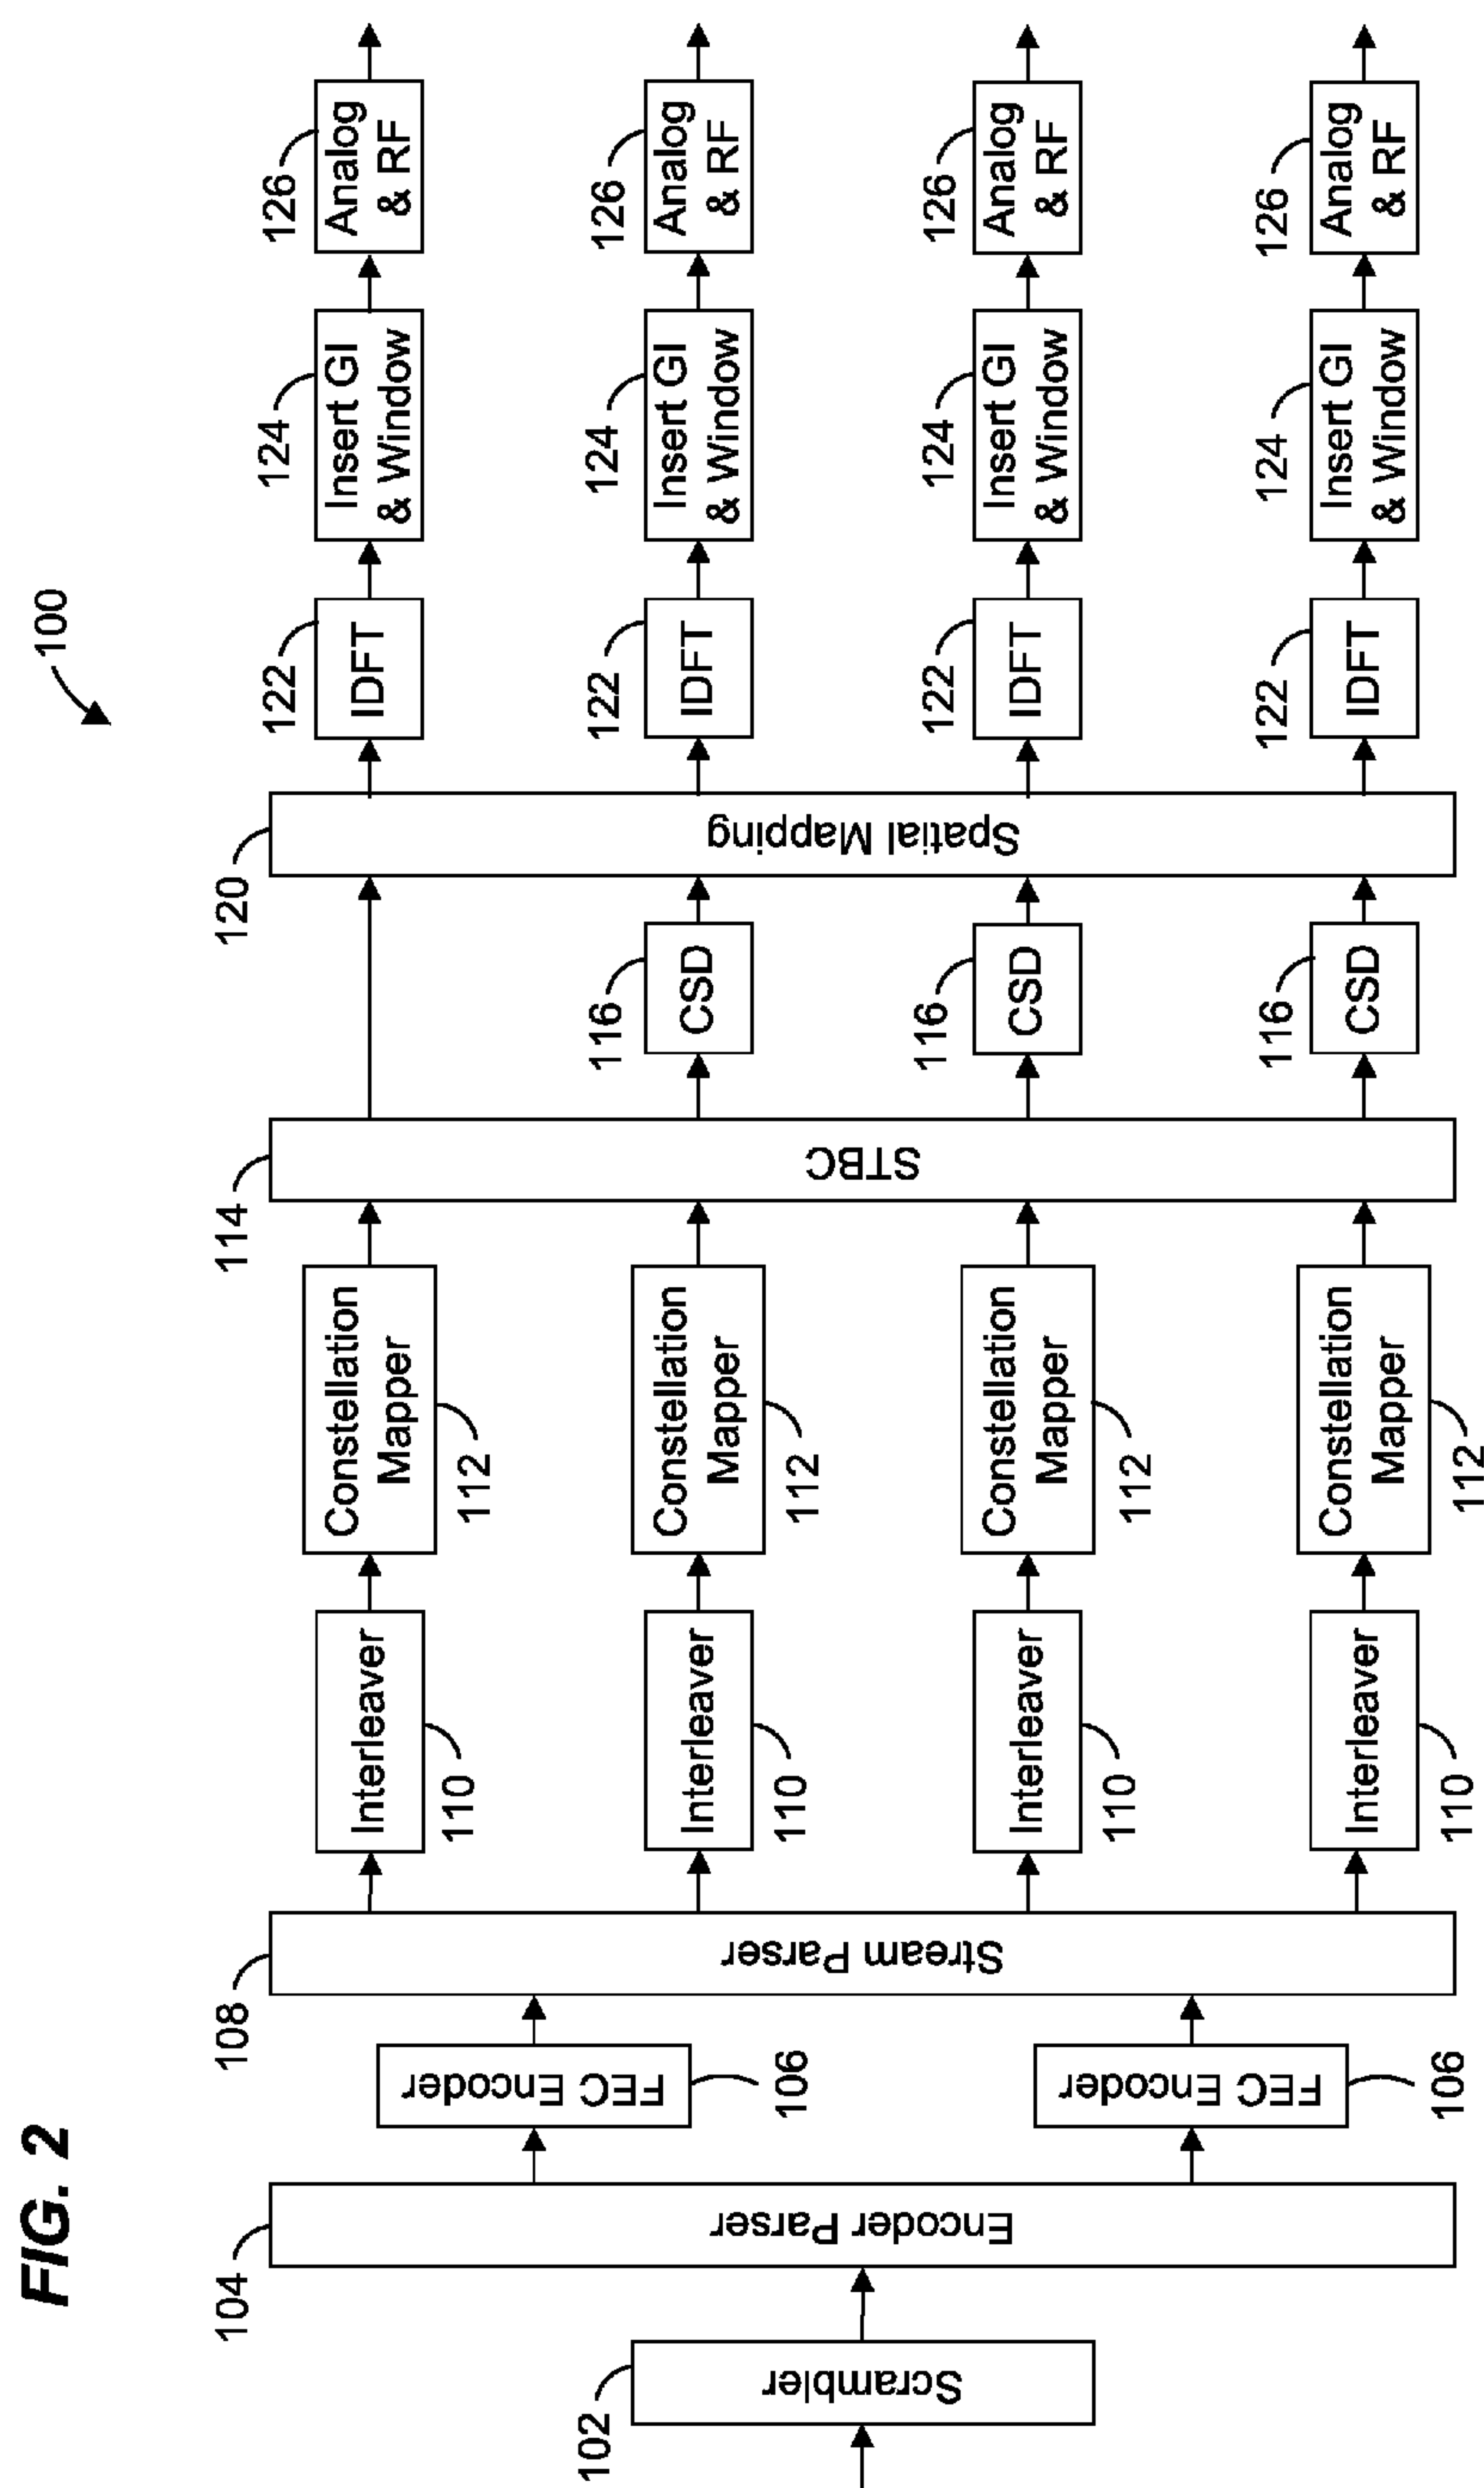 FIG. 2
100
102
Scrambler
104
Encoder Parser
FEC Encoder
106
FEC Encoder
106
108
Stream Parser
Interleaver
110
Interleaver
110
Interleaver
110
Interleaver
110
Constellation
Mapper
112
Constellation
Mapper
112
Constellation
Mapper
112
Constellation
Mapper
112
114
STBC
116
CSD
116
CSD
116
CSD
120
Spatial Mapping
122
IDFT
122
IDFT
122
IDFT
122
IDFT
124
Insert GI
& Window
124
Insert GI
& Window
124
Insert GI
& Window
124
Insert GI
& Window
126
Analog
& RF
126
Analog
& RF
126
Analog
& RF
126
Analog
& RF